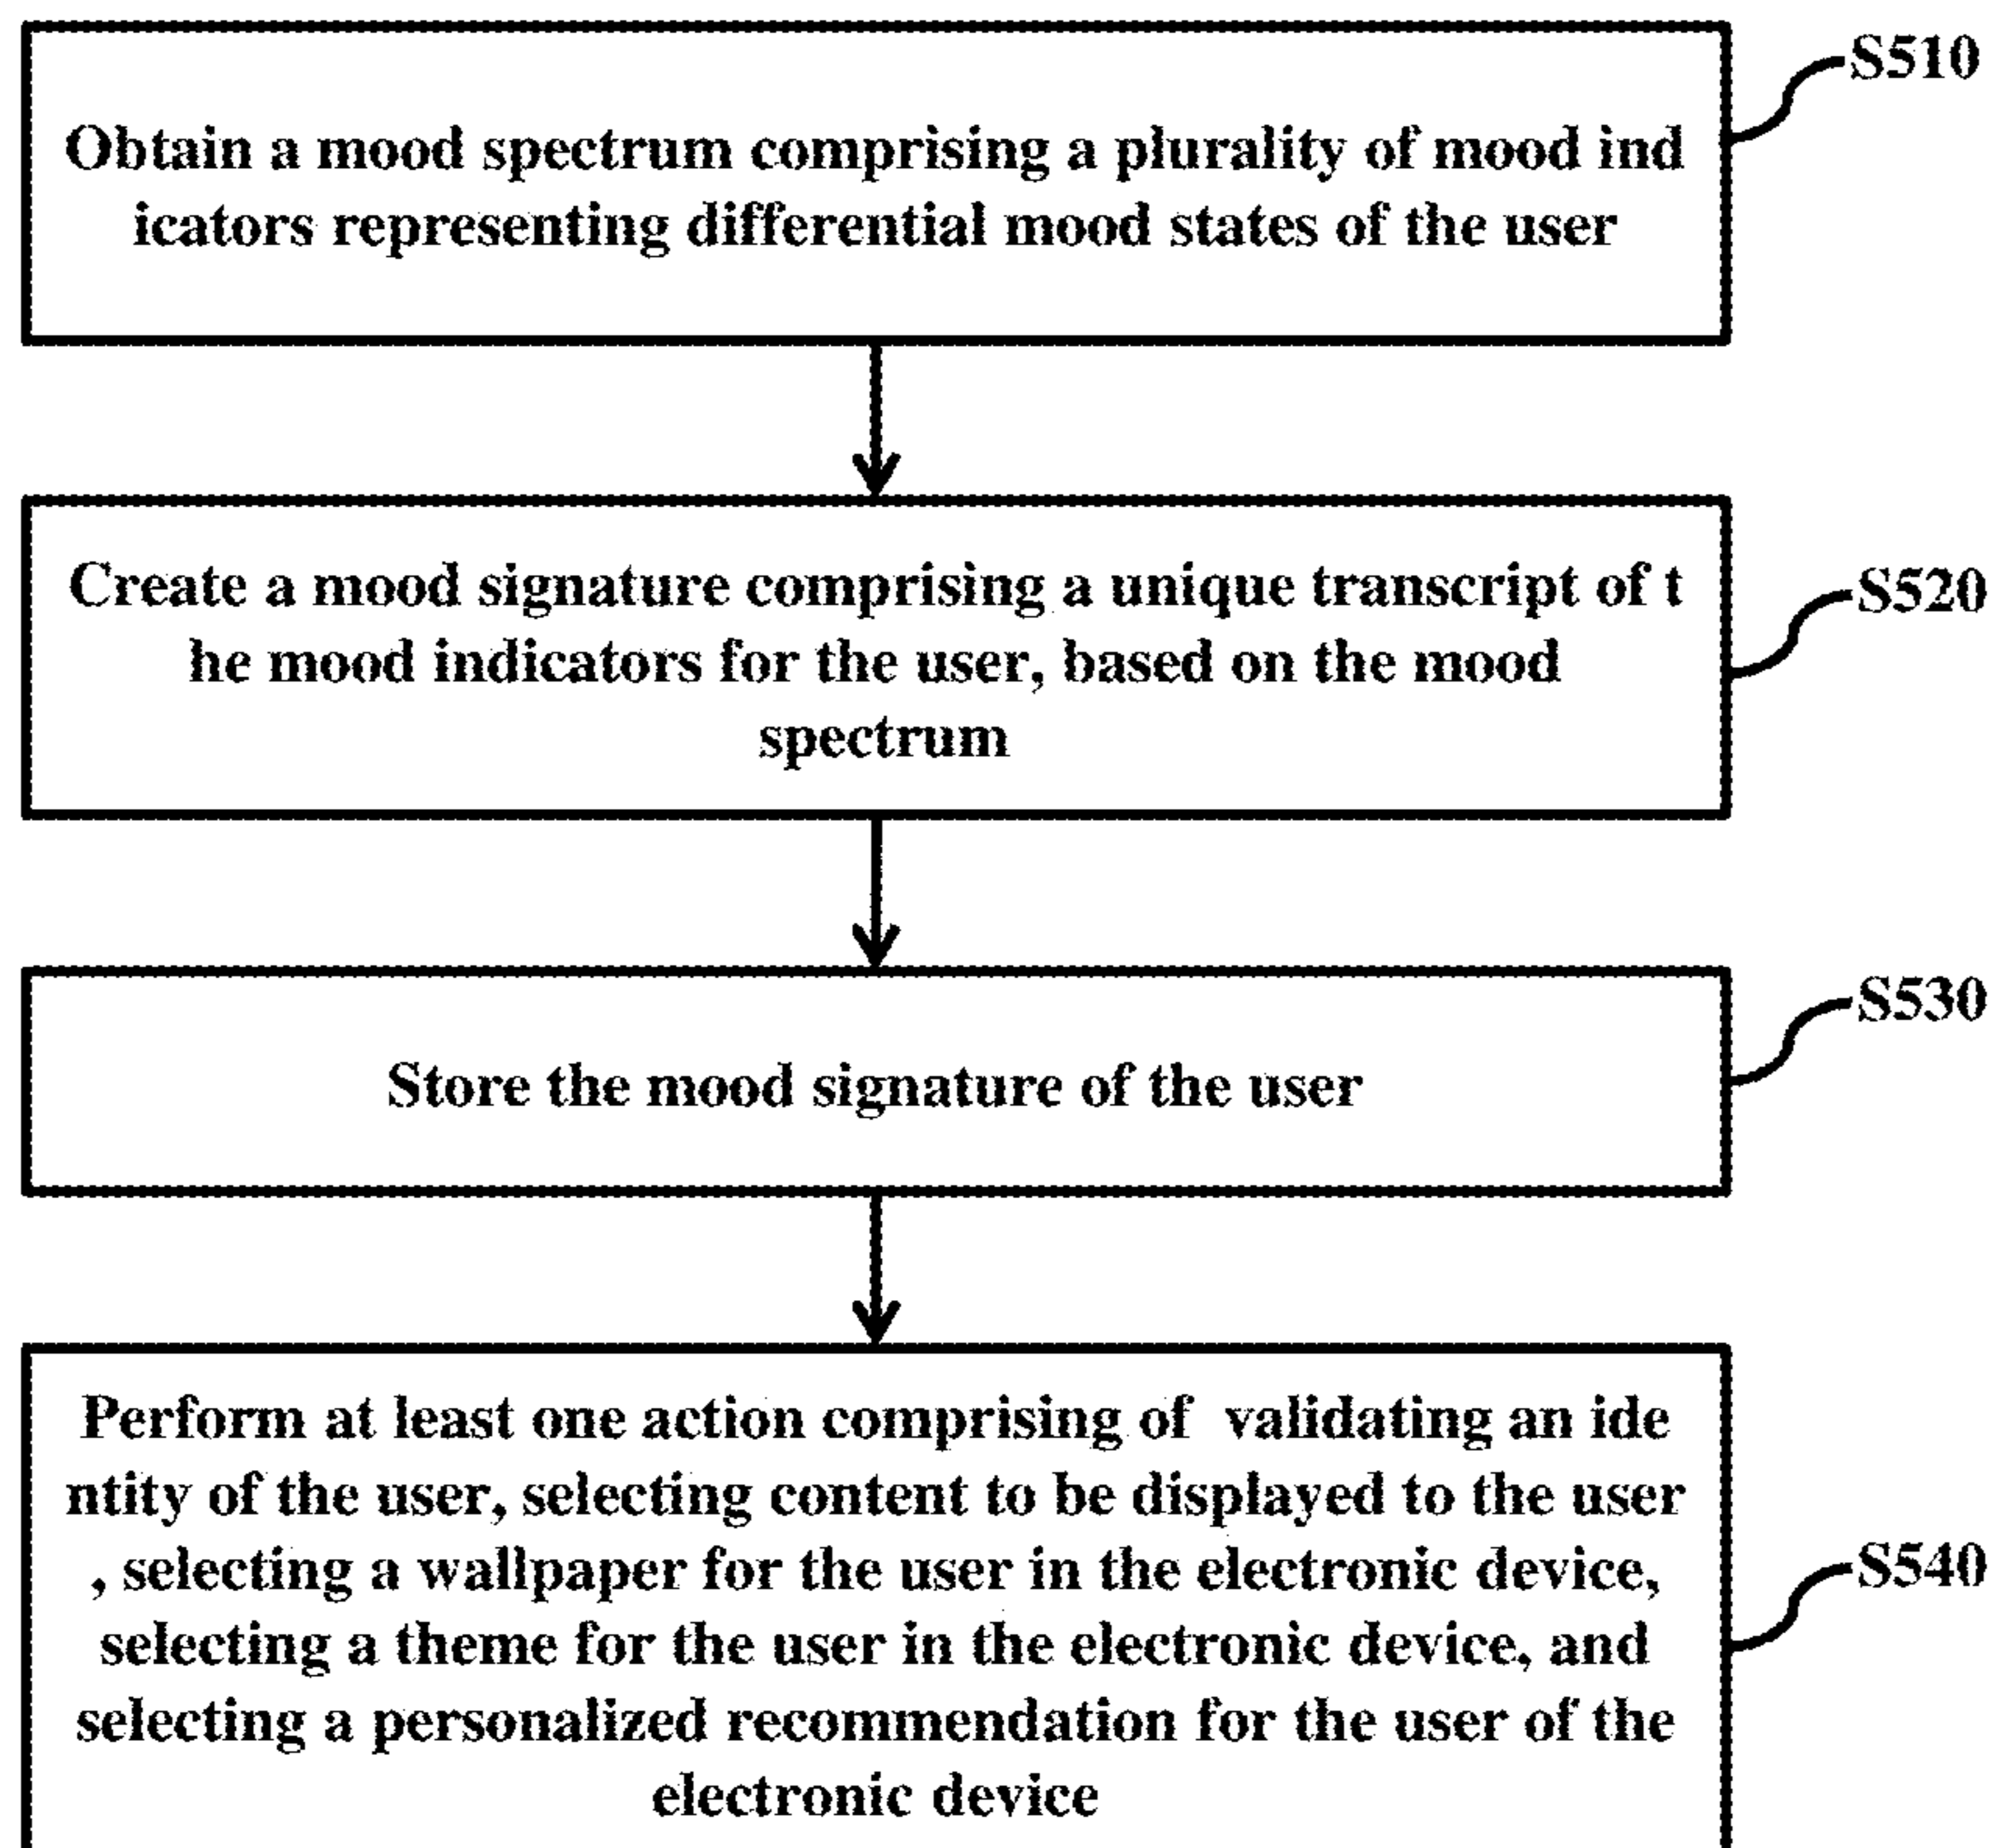 S510
Obtain a mood spectrum comprising a plurality of mood ind
icators representing differential mood states of the user
S520
Create a mood signature comprising a unique transcript of t
he mood indicators for the user, based on the mood
spectrum
S530
Store the mood signature of the user
Perform at least one action comprising of validating an ide
ntity of the user, selecting content to be displayed to the user
, selecting a wallpaper for the user in the electronic device,
S540
selecting a theme for the user in the electronic device, and
selecting a personalized recommendation for the user of the
electronic device